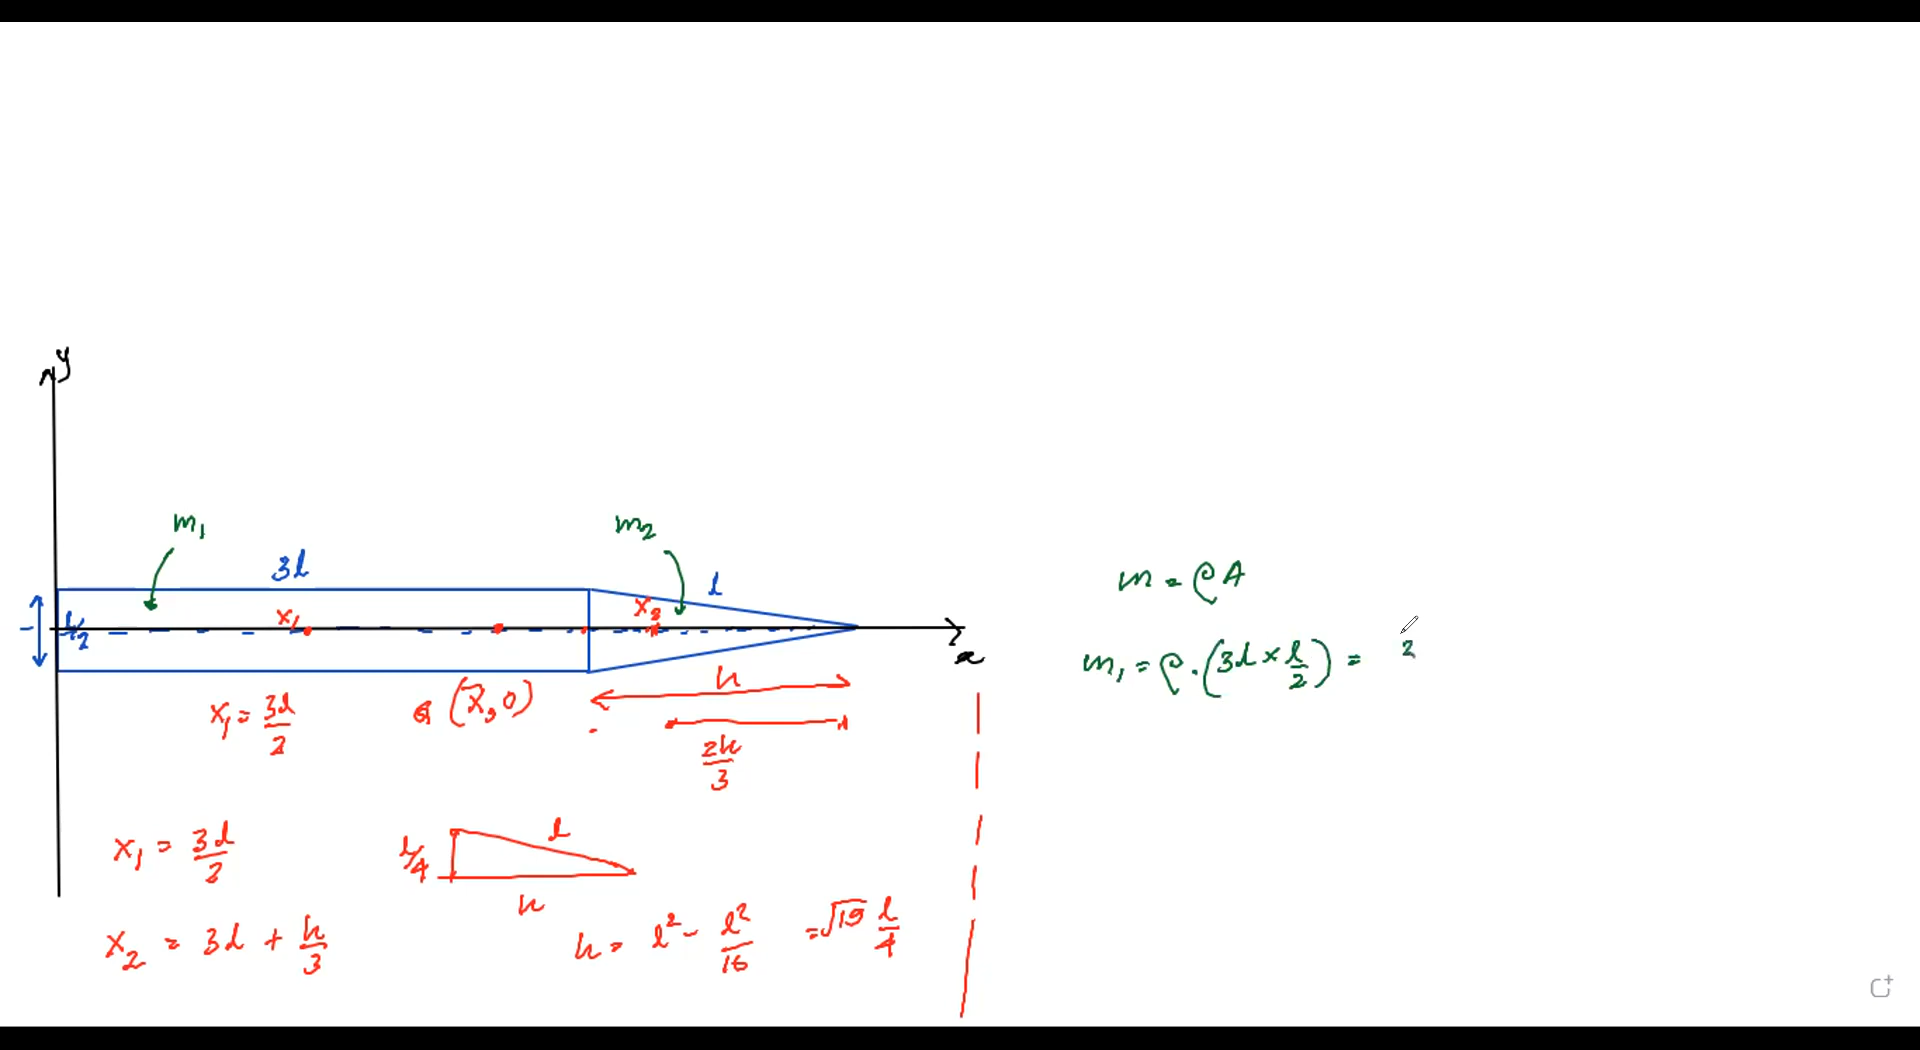 y
m₁
m₂
3l
l
x₁
x₂
l/2
x
h
x₁ = 3l/2
G (x̄, 0)
2h/3
m = ρA
m₁ = ρ·(3l × l/2) =
2
x₁ = 3l/2
l/4
l
h
x₂ = 3l + h/3
h = l² - l²/16 = √15 l/4